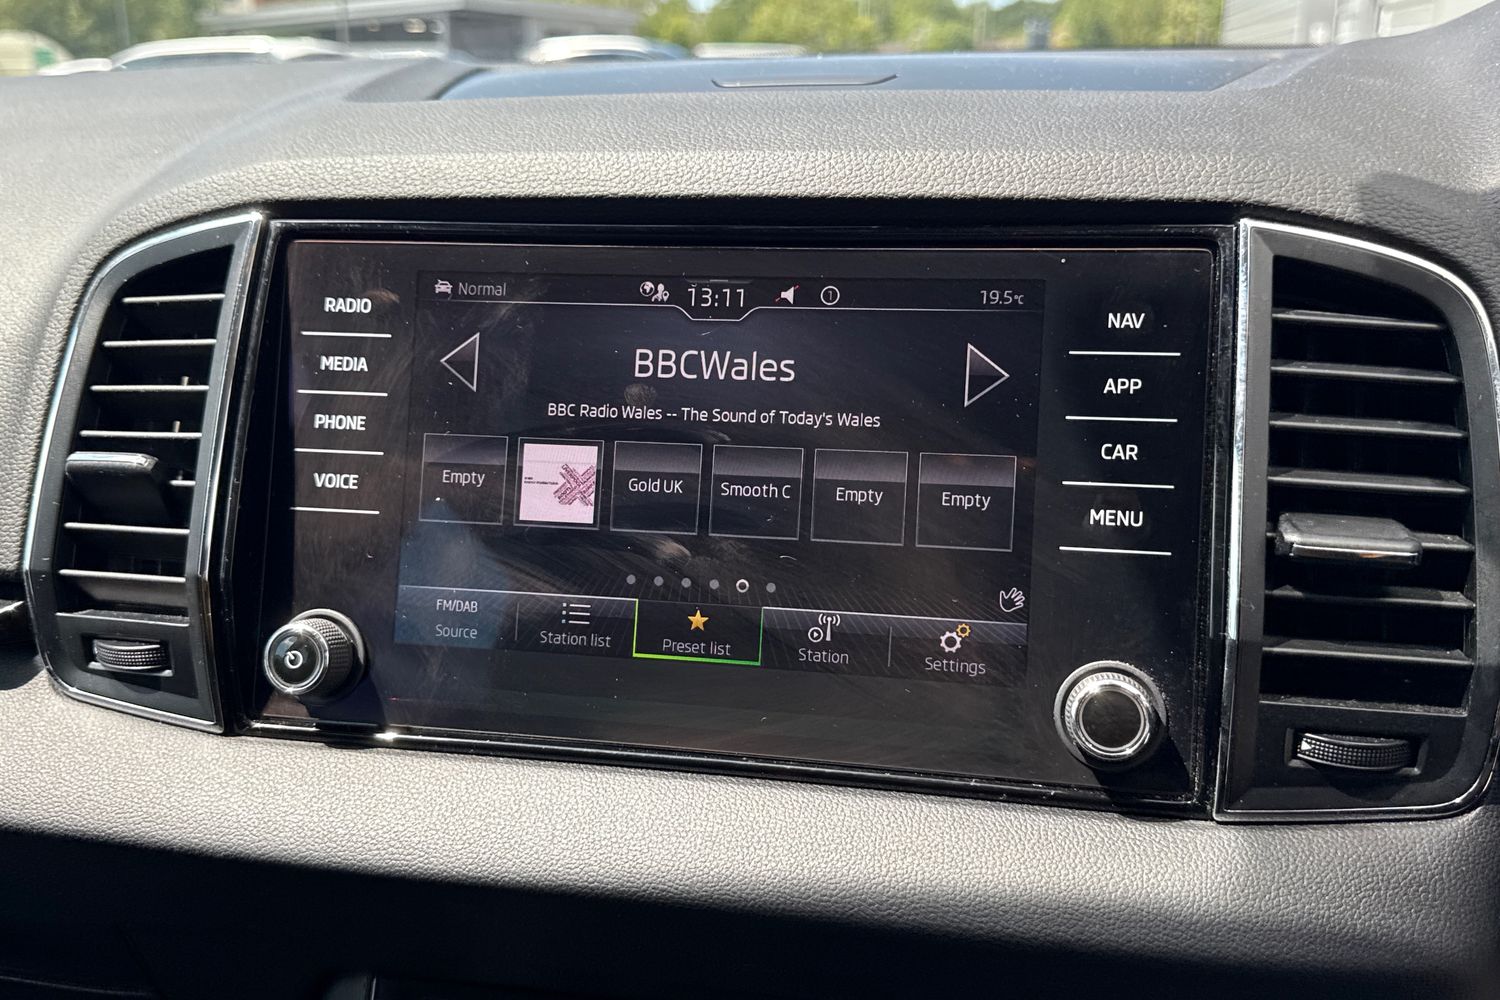 RADIO
MEDIA
PHONE
VOICE
Normal
13:11
1
19.5°C
BBCWales
BBC Radio Wales -- The Sound of Today's Wales
Empty
Gold UK
Smooth C
Empty
Empty
FM/DAB
Source
Station list
Preset list
Station
Settings
NAV
APP
CAR
MENU